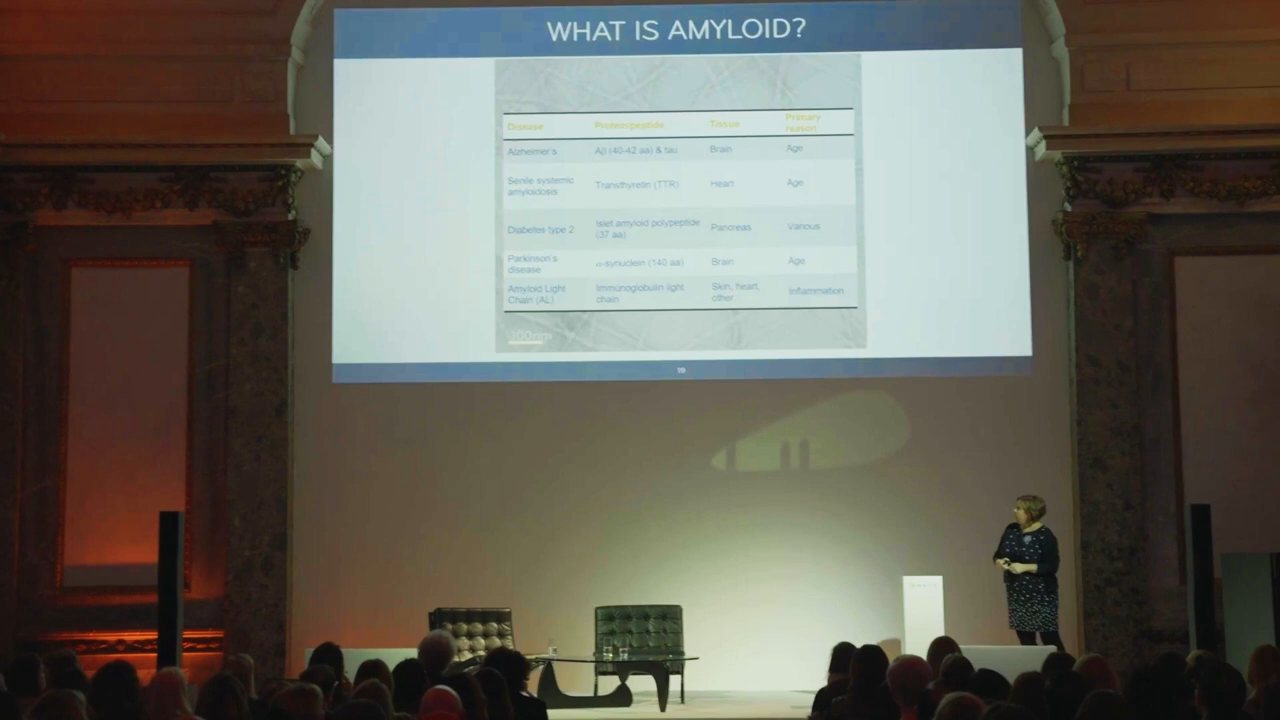 WHAT IS AMYLOID?
Disease Protein/peptide Tissue Primary
reason
Alzheimer's Aβ (40-42 aa) & tau Brain Age
Senile systemic
amyloidosis Transthyretin (TTR) Heart Age
Diabetes type 2 Islet amyloid polypeptide
(37 aa) Pancreas Various
Parkinson's
disease α-synuclein (140 aa) Brain Age
Amyloid Light
Chain (AL) Immunoglobulin light
chain Skin, heart,
other Inflammation
100nm
19